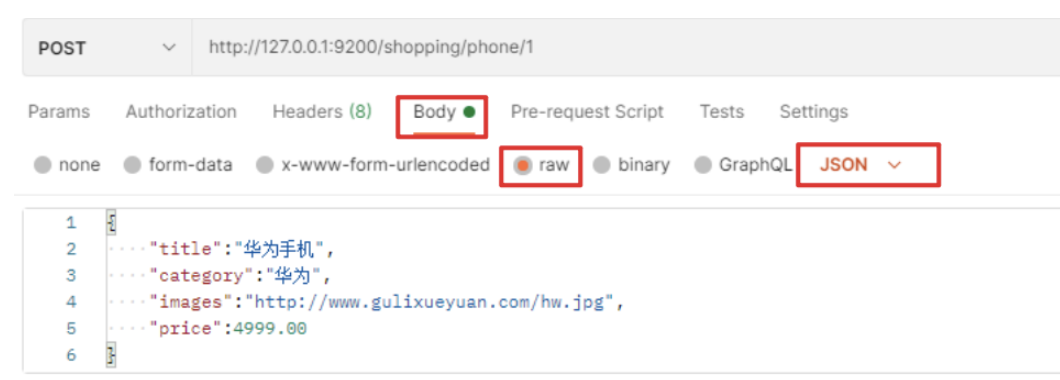 POST http://127.0.0.1:9200/shopping/phone/1
Params Authorization Headers (8) Body Pre-request Script Tests Settings
none form-data x-www-form-urlencoded raw binary GraphQL JSON
1 {
2 "title":"华为手机",
3 "category":"华为",
4 "images":"http://www.gulixueyuan.com/hw.jpg",
5 "price":4999.00
6 }